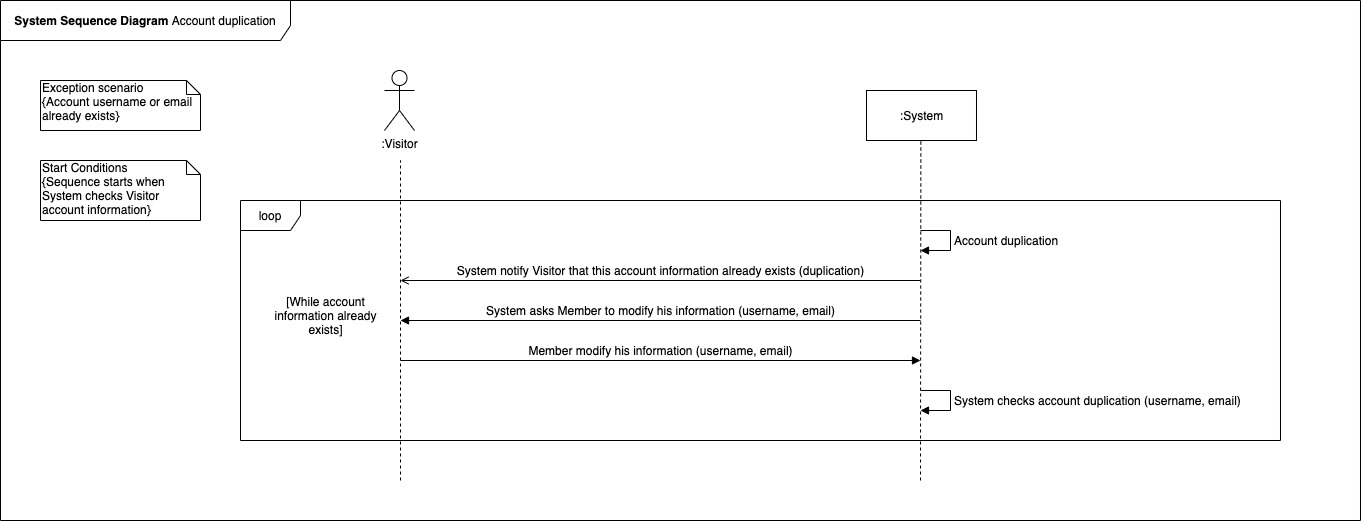 System Sequence Diagram Account duplication
Exception scenario
{Account username or email
already exists}
:Visitor
:System
Start Conditions
{Sequence starts when
System checks Visitor
account information}
loop
Account duplication
System notify Visitor that this account information already exists (duplication)
[While account
information already
exists]
System asks Member to modify his information (username, email)
Member modify his information (username, email)
System checks account duplication (username, email)